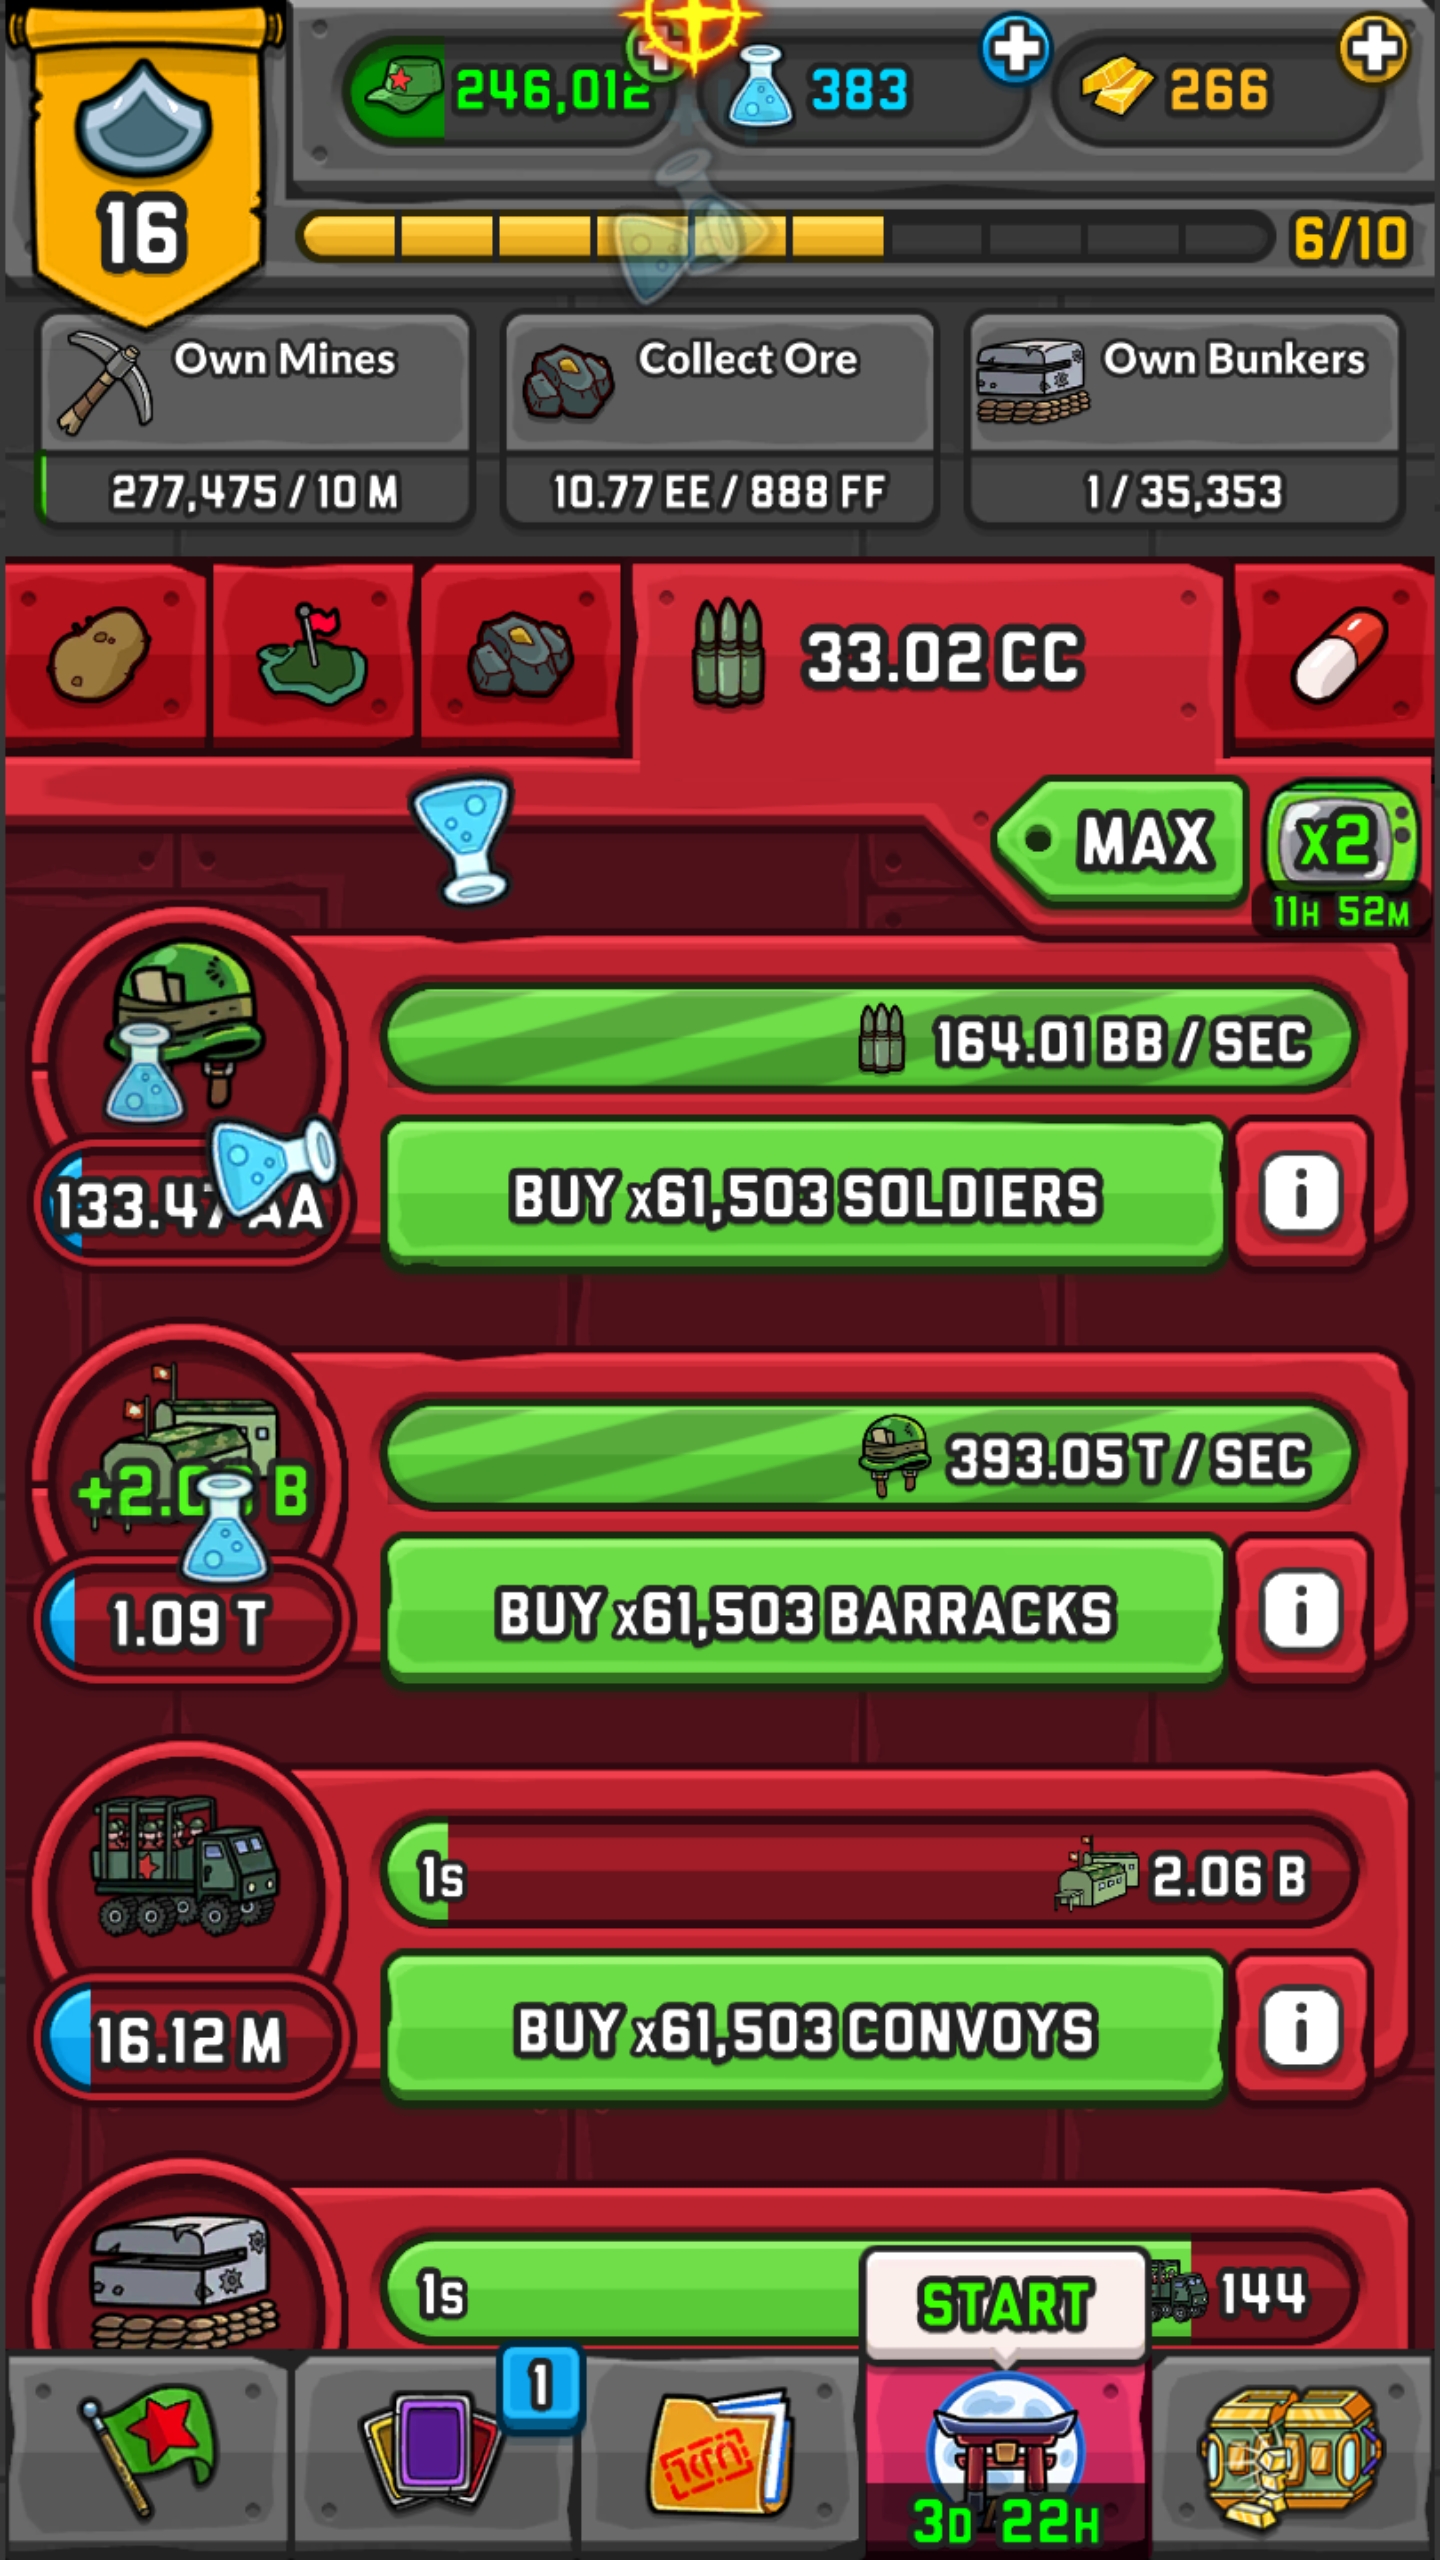 246,012
383
266
16
6/10
Own Mines
277,475 / 10 M
Collect Ore
10.77 EE / 888 FF
Own Bunkers
1 / 35,353
33.02 CC
MAX
x2
11H 52M
164.01 BB / SEC
BUY x61,503 SOLDIERS
393.05 T / SEC
BUY x61,503 BARRACKS
1.09 T
1s
2.06 B
16.12 M
BUY x61,503 CONVOYS
1s
144
START
1
3D 22H